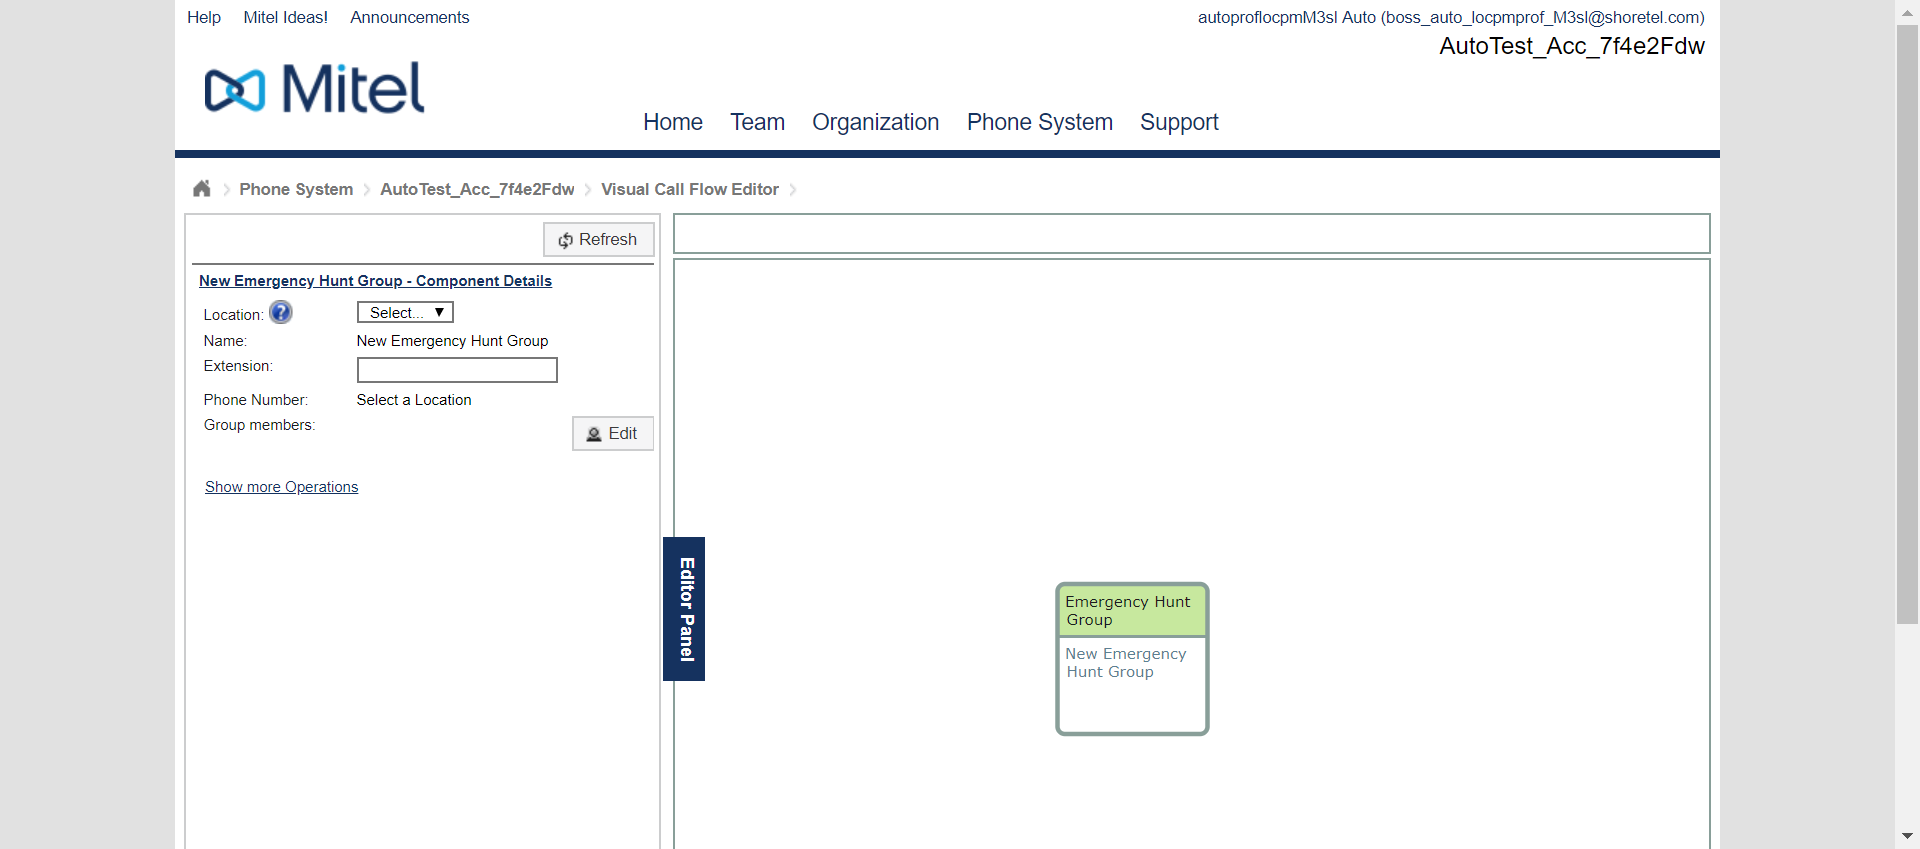 Help Mitel Ideas! Announcements
autoproflocpmM3sl Auto (boss_auto_locpmprof_M3sl@shoretel.com)
AutoTest_Acc_7f4e2Fdw
Mitel
Home Team Organization Phone System Support
Phone System AutoTest_Acc_7f4e2Fdw Visual Call Flow Editor
Refresh
New Emergency Hunt Group - Component Details
Location: ? Select...
Name: New Emergency Hunt Group
Extension:
Phone Number: Select a Location
Group members:
Edit
Show more Operations
Editor Panel
Emergency Hunt
Group
New Emergency
Hunt Group